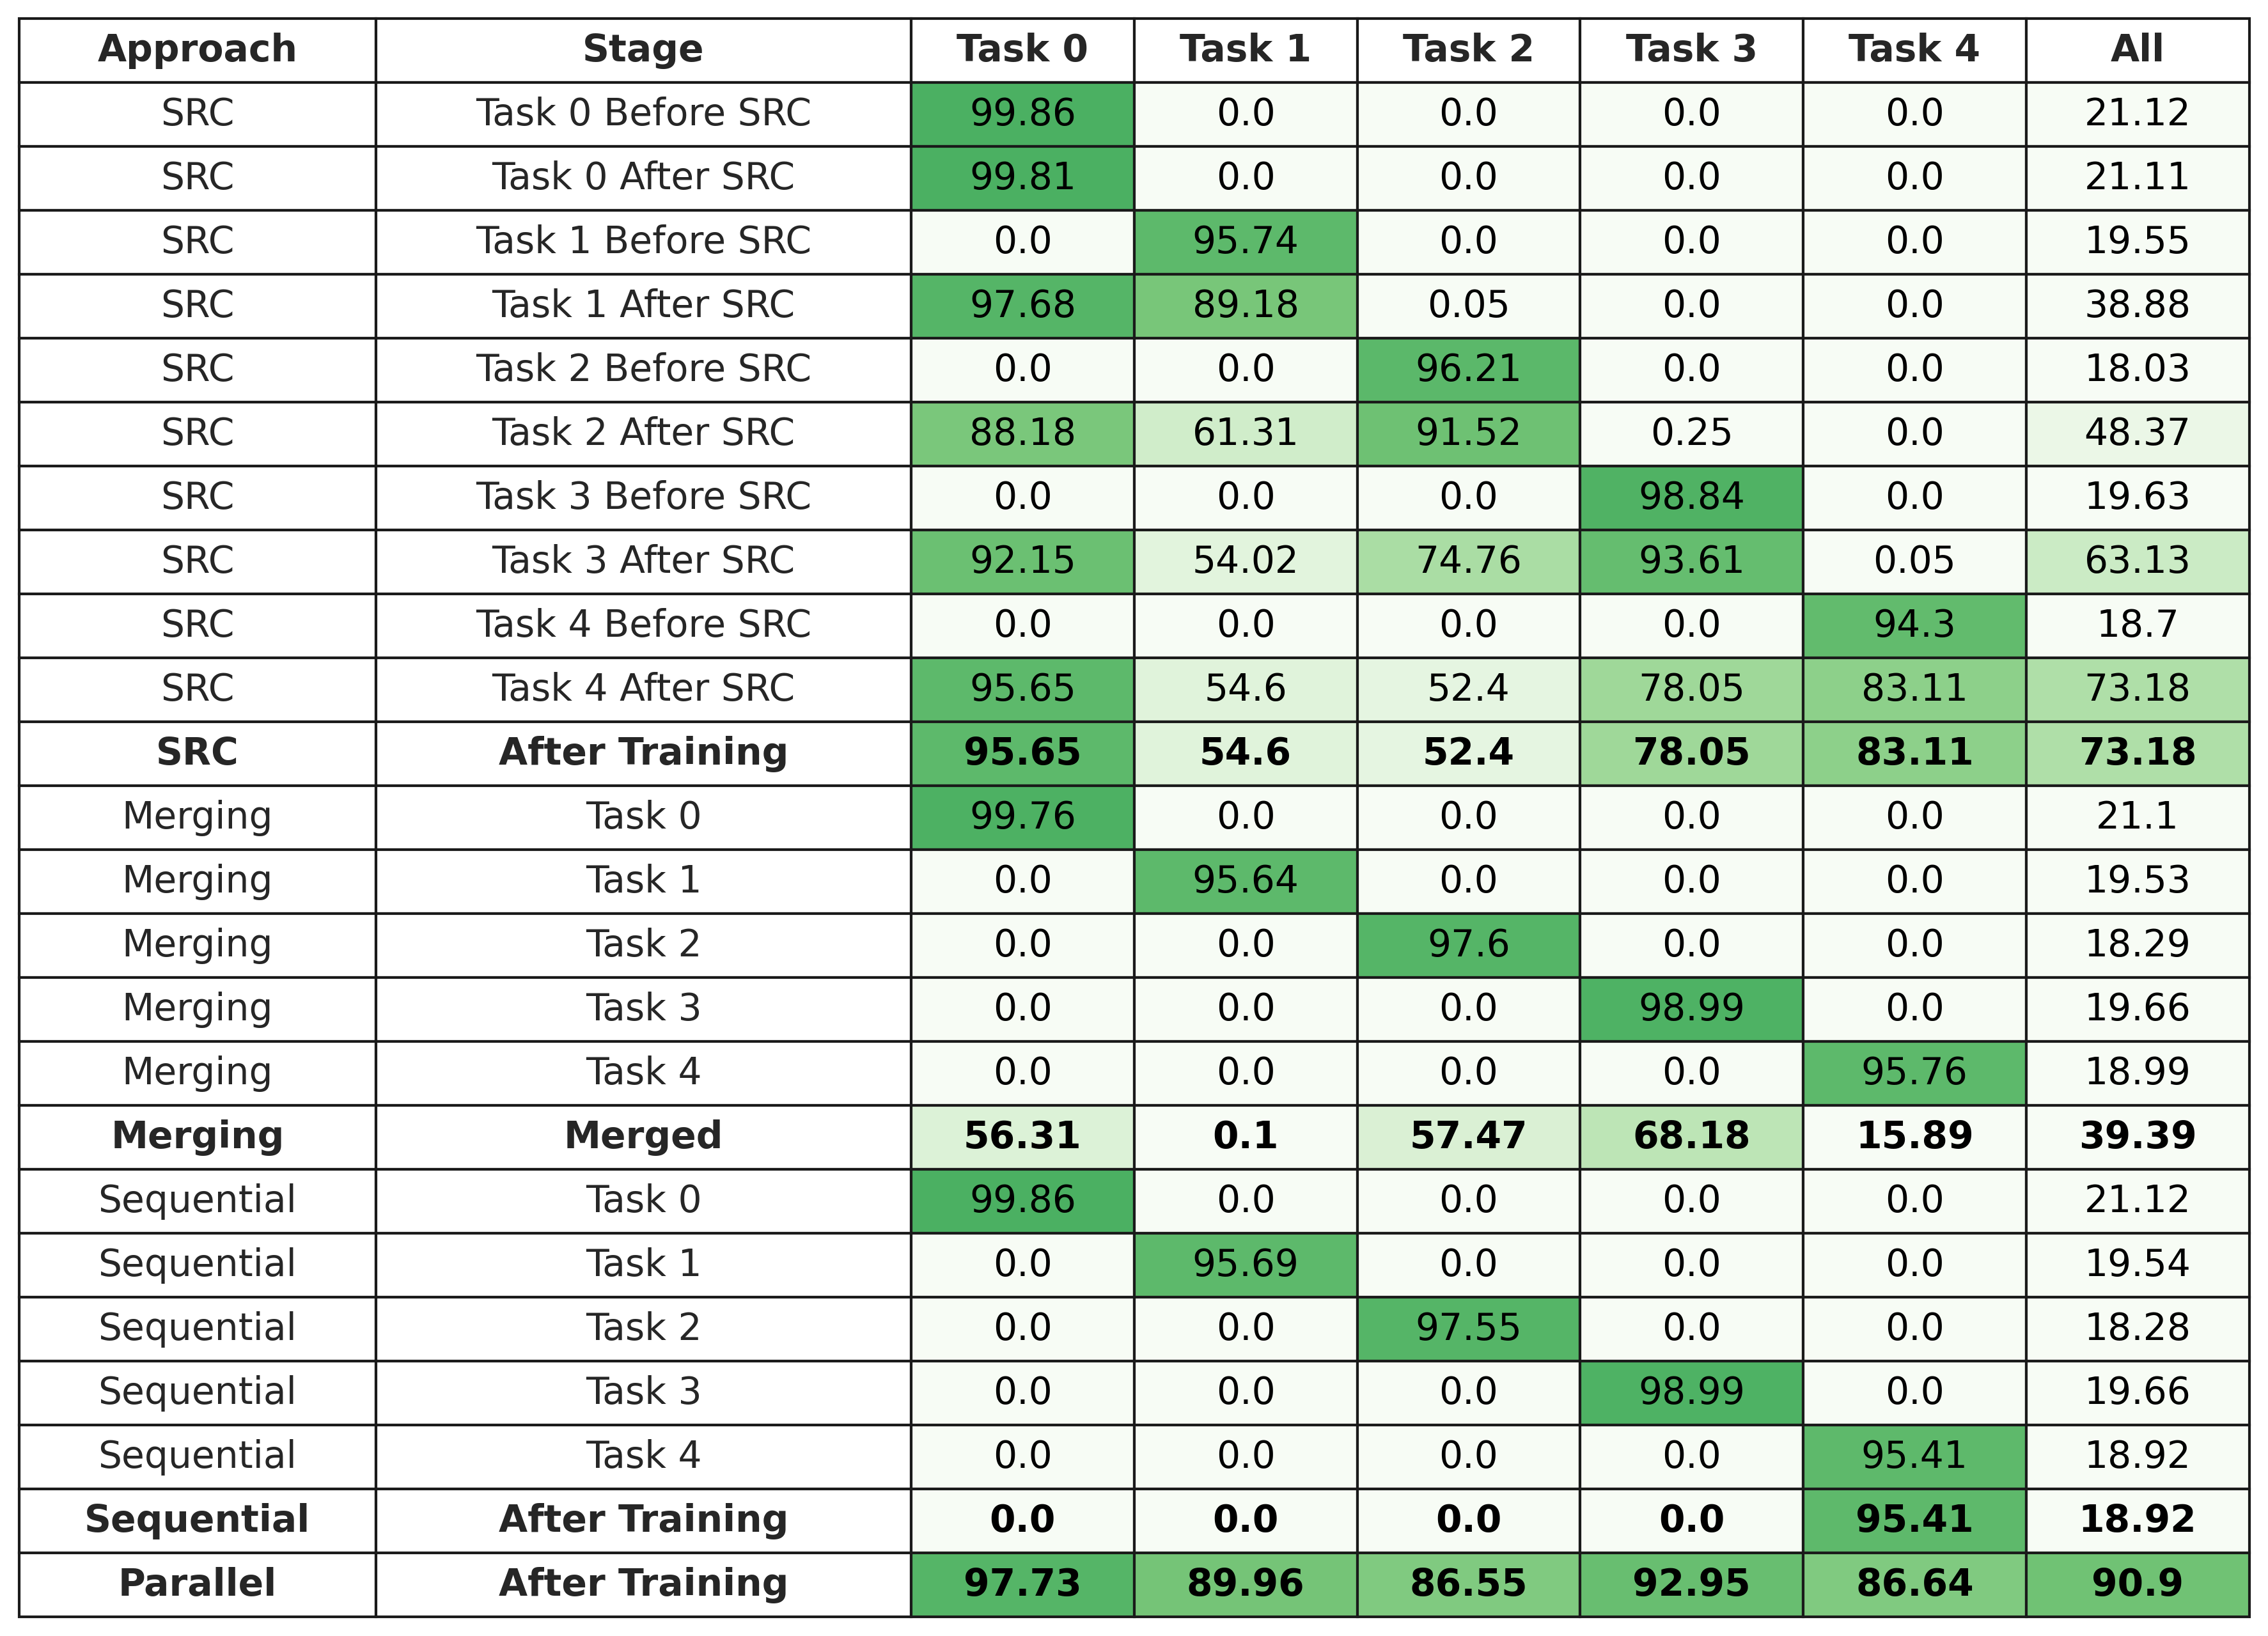 Approach Stage Task 0 Task 1 Task 2 Task 3 Task 4 All
SRC Task 0 Before SRC 99.86 0.0 0.0 0.0 0.0 21.12
SRC Task 0 After SRC 99.81 0.0 0.0 0.0 0.0 21.11
SRC Task 1 Before SRC 0.0 95.74 0.0 0.0 0.0 19.55
SRC Task 1 After SRC 97.68 89.18 0.05 0.0 0.0 38.88
SRC Task 2 Before SRC 0.0 0.0 96.21 0.0 0.0 18.03
SRC Task 2 After SRC 88.18 61.31 91.52 0.25 0.0 48.37
SRC Task 3 Before SRC 0.0 0.0 0.0 98.84 0.0 19.63
SRC Task 3 After SRC 92.15 54.02 74.76 93.61 0.05 63.13
SRC Task 4 Before SRC 0.0 0.0 0.0 0.0 94.3 18.7
SRC Task 4 After SRC 95.65 54.6 52.4 78.05 83.11 73.18
SRC After Training 95.65 54.6 52.4 78.05 83.11 73.18
Merging Task 0 99.76 0.0 0.0 0.0 0.0 21.1
Merging Task 1 0.0 95.64 0.0 0.0 0.0 19.53
Merging Task 2 0.0 0.0 97.6 0.0 0.0 18.29
Merging Task 3 0.0 0.0 0.0 98.99 0.0 19.66
Merging Task 4 0.0 0.0 0.0 0.0 95.76 18.99
Merging Merged 56.31 0.1 57.47 68.18 15.89 39.39
Sequential Task 0 99.86 0.0 0.0 0.0 0.0 21.12
Sequential Task 1 0.0 95.69 0.0 0.0 0.0 19.54
Sequential Task 2 0.0 0.0 97.55 0.0 0.0 18.28
Sequential Task 3 0.0 0.0 0.0 98.99 0.0 19.66
Sequential Task 4 0.0 0.0 0.0 0.0 95.41 18.92
Sequential After Training 0.0 0.0 0.0 0.0 95.41 18.92
Parallel After Training 97.73 89.96 86.55 92.95 86.64 90.9